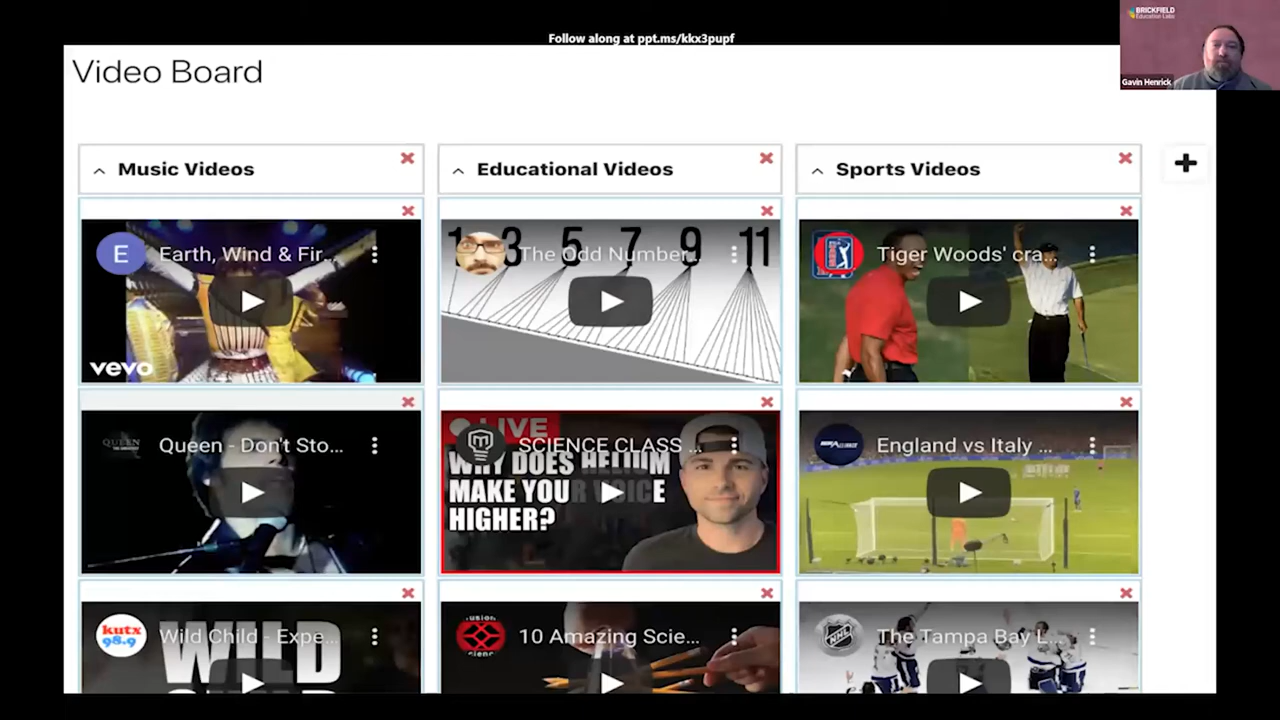 Follow along at ppt.ms/kkx3pupf
BRICKFIELD
Education Labs
Gavin Henrick
Video Board
Music Videos
Educational Videos
Sports Videos
E
Earth, Wind & Fir...
vevo
1 3 5 7 9 11
The Odd Number...
Tiger Woods' cra...
QUEEN
Queen - Don't Sto...
LIVE
SCIENCE CLASS ...
WHY DOES HELIUM
MAKE YOUR VOICE
HIGHER?
England vs Italy ...
kutx
98.9
Wild Child - Expe...
WILD
10 Amazing Scie...
NHL
The Tampa Bay L...